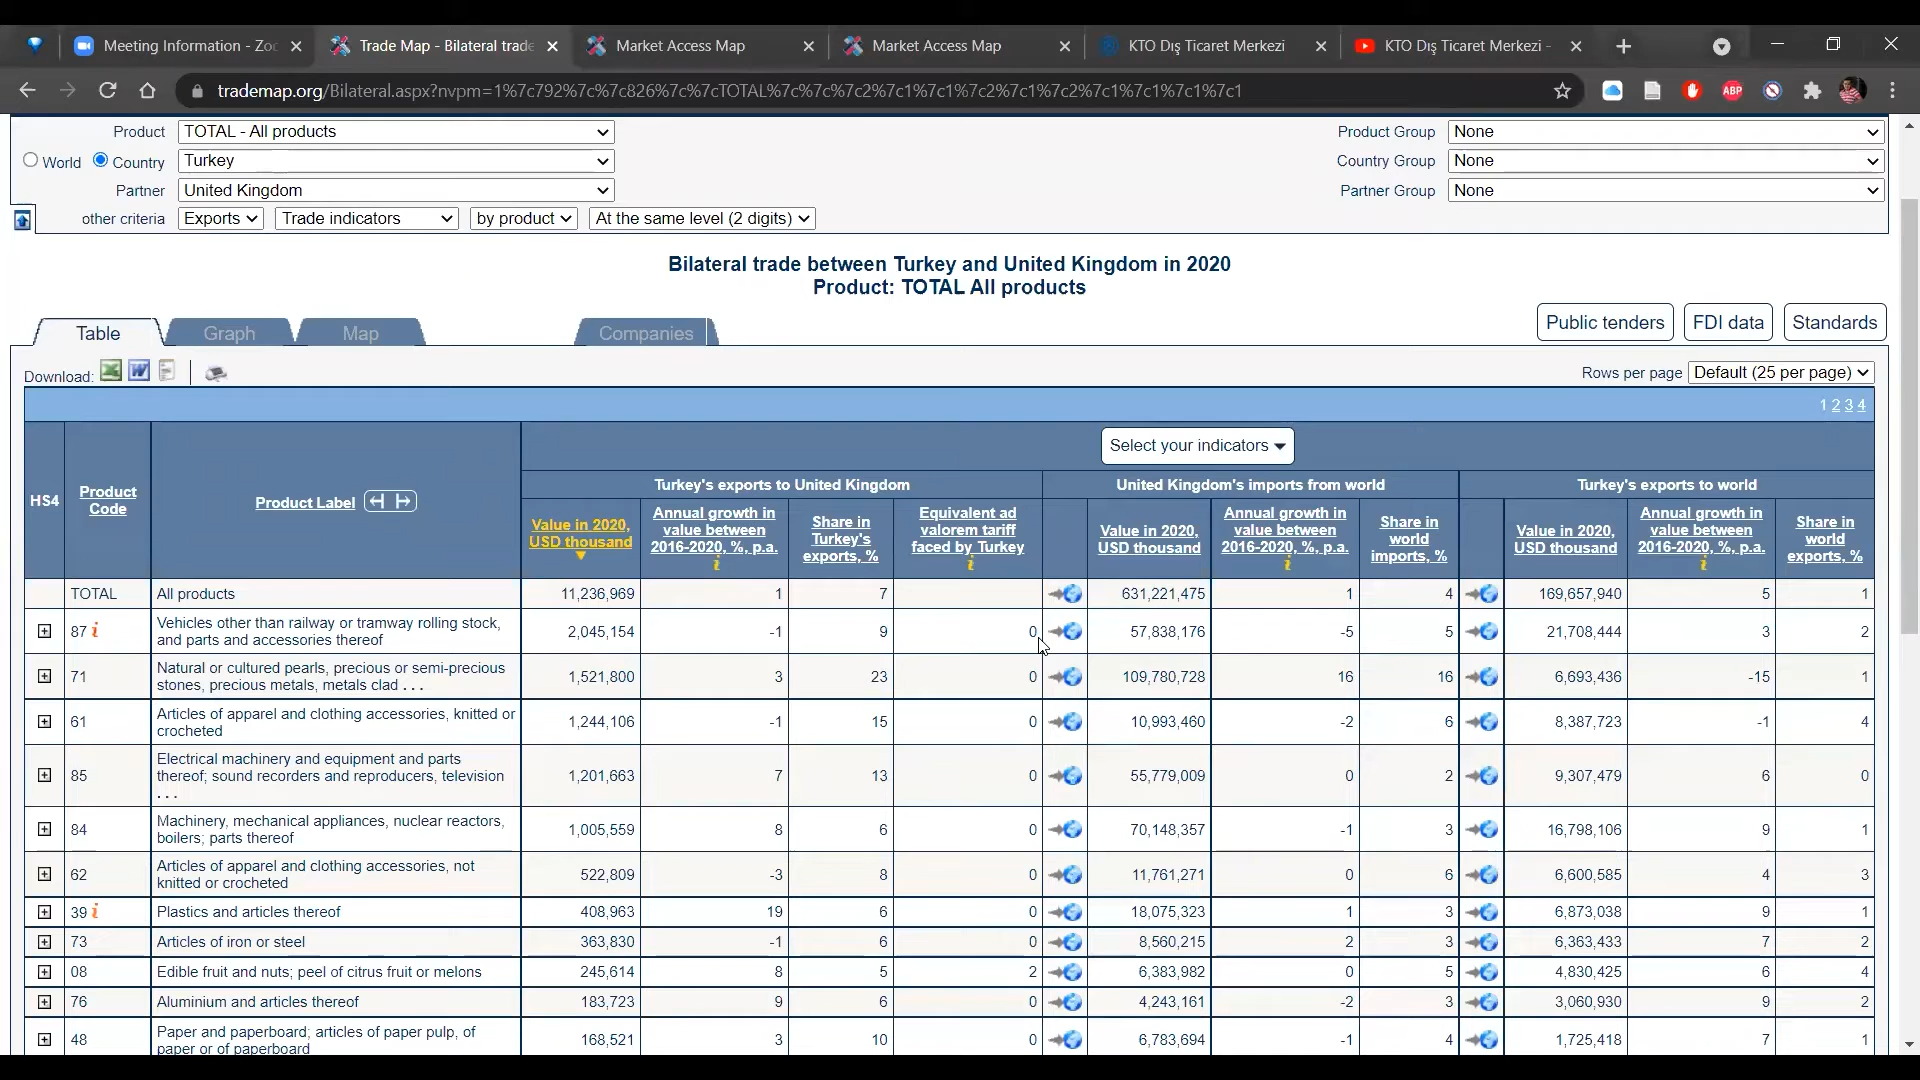 Meeting Information - Zoo
Trade Map - Bilateral trade
Market Access Map
Market Access Map
KTO Dış Ticaret Merkezi
KTO Dış Ticaret Merkezi -
trademap.org/Bilateral.aspx?nvpm=1%7c792%7c%7c826%7c%7cTOTAL%7c%7c%7c2%7c1%7c1%7c2%7c1%7c2%7c1%7c1%7c1%7c1%7c1
ABP
Product TOTAL - All products Product Group None
World Country Turkey Country Group None
Partner United Kingdom Partner Group None
other criteria Exports Trade indicators by product At the same level (2 digits)
Bilateral trade between Turkey and United Kingdom in 2020
Product: TOTAL All products
Table Graph Map Companies Public tenders FDI data Standards
Download: Rows per page Default (25 per page)
1 2 3 4
Select your indicators
HS4 Product Code Product Label
Turkey's exports to United Kingdom United Kingdom's imports from world Turkey's exports to world
Value in 2020, USD thousand
Annual growth in value between 2016-2020, %, p.a.
Share in Turkey's exports, %
Equivalent ad valorem tariff faced by Turkey
Value in 2020, USD thousand
Annual growth in value between 2016-2020, %, p.a.
Share in world imports, %
Value in 2020, USD thousand
Annual growth in value between 2016-2020, %, p.a.
Share in world exports, %
TOTAL All products 11,236,969 1 7 631,221,475 1 4 169,657,940 5 1
87 Vehicles other than railway or tramway rolling stock, and parts and accessories thereof 2,045,154 -1 9 0 57,838,176 -5 5 21,708,444 3 2
71 Natural or cultured pearls, precious or semi-precious stones, precious metals, metals clad . . . 1,521,800 3 23 0 109,780,728 16 16 6,693,436 -15 1
61 Articles of apparel and clothing accessories, knitted or crocheted 1,244,106 -1 15 0 10,993,460 -2 6 8,387,723 -1 4
85 Electrical machinery and equipment and parts thereof; sound recorders and reproducers, television . . . 1,201,663 7 13 0 55,779,009 0 2 9,307,479 6 0
84 Machinery, mechanical appliances, nuclear reactors, boilers; parts thereof 1,005,559 8 6 0 70,148,357 -1 3 16,798,106 9 1
62 Articles of apparel and clothing accessories, not knitted or crocheted 522,809 -3 8 0 11,761,271 0 6 6,600,585 4 3
39 Plastics and articles thereof 408,963 19 6 0 18,075,323 1 3 6,873,038 9 1
73 Articles of iron or steel 363,830 -1 6 0 8,560,215 2 3 6,363,433 7 2
08 Edible fruit and nuts; peel of citrus fruit or melons 245,614 8 5 2 6,383,982 0 5 4,830,425 6 4
76 Aluminium and articles thereof 183,723 9 6 0 4,243,161 -2 3 3,060,930 9 2
48 Paper and paperboard; articles of paper pulp, of paper or of paperboard 168,521 3 10 0 6,783,694 -1 4 1,725,418 7 1